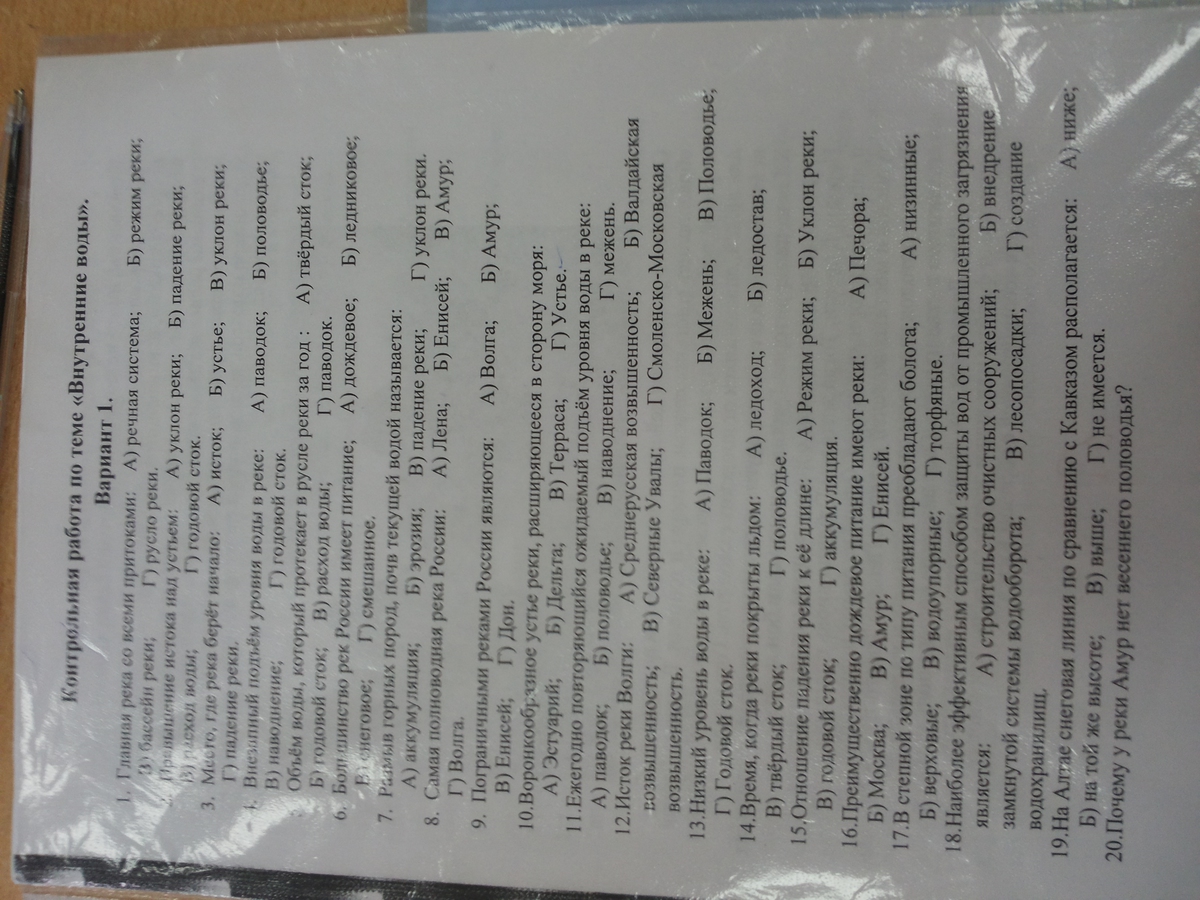 Контрольная работа по теме «Внутренние воды».
Вариант 1.
1. Главная река со всеми притоками: А) речная система; Б) режим реки;
В) бассейн реки; Г) русло реки.
Превышение истока над устьем: А) уклон реки; Б) падение реки;
В) расход воды; Г) годовой сток.
3. Место, где река берёт начало: А) исток; Б) устье; В) уклон реки;
Г) падение реки.
Внезапный подъём уровня воды в реке: А) паводок; Б) половодье;
В) наводнение; Г) годовой сток.
Объём воды, который протекает в русле реки за год : А) твёрдый сток;
Б) годовой сток; В) расход воды; Г) паводок.
6. Большинство рек России имеет питание; А) дождевое; Б) ледниковое;
В) снеговое; Г) смешанное.
7. Размыв горных пород, почв текущей водой называется:
А) аккумуляция; Б) эрозия; В) падение реки; Г) уклон реки.
8. Самая полноводная река России: А) Лена; Б) Енисей; В) Амур;
Г) Волга.
9. Пограничными реками России являются: А) Волга; Б) Амур;
В) Енисей; Г) Дон.
10.Воронкообразное устье реки, расширяющееся в сторону моря:
А) Эстуарий; Б) Дельта; В) Терраса; Г) Устье.
11.Ежегодно повторяющийся ожидаемый подъём уровня воды в реке:
А) паводок; Б) половодье; В) наводнение; Г) межень.
12.Исток реки Волги: А) Среднерусская возвышенность; Б) Валдайская
возвышенность; В) Северные Увалы; Г) Смоленско-Московская
возвышенность.
13.Низкий уровень воды в реке: А) Паводок; Б) Межень; В) Половодье;
Г) Годовой сток.
14.Время, когда реки покрыты льдом: А) ледоход; Б) ледостав;
В) твёрдый сток; Г) половодье.
15.Отношение падения реки к её длине: А) Режим реки; Б) Уклон реки;
В) годовой сток; Г) аккумуляция.
16.Преимущественно дождевое питание имеют реки: А) Печора;
Б) Москва; В) Амур; Г) Енисей.
17.В степной зоне по типу питания преобладают болота; А) низинные;
Б) верховые; В) водоупорные; Г) торфяные.
18.Наиболее эффективным способом защиты вод от промышленного загрязнения
является: А) строительство очистных сооружений; Б) внедрение
замкнутой системы водооборота; В) лесопосадки; Г) создание
водохранилищ.
19.На Алтае снеговая линия по сравнению с Кавказом располагается: А) ниже;
Б) на той же высоте; В) выше; Г) не имеется.
20.Почему у реки Амур нет весеннего половодья?